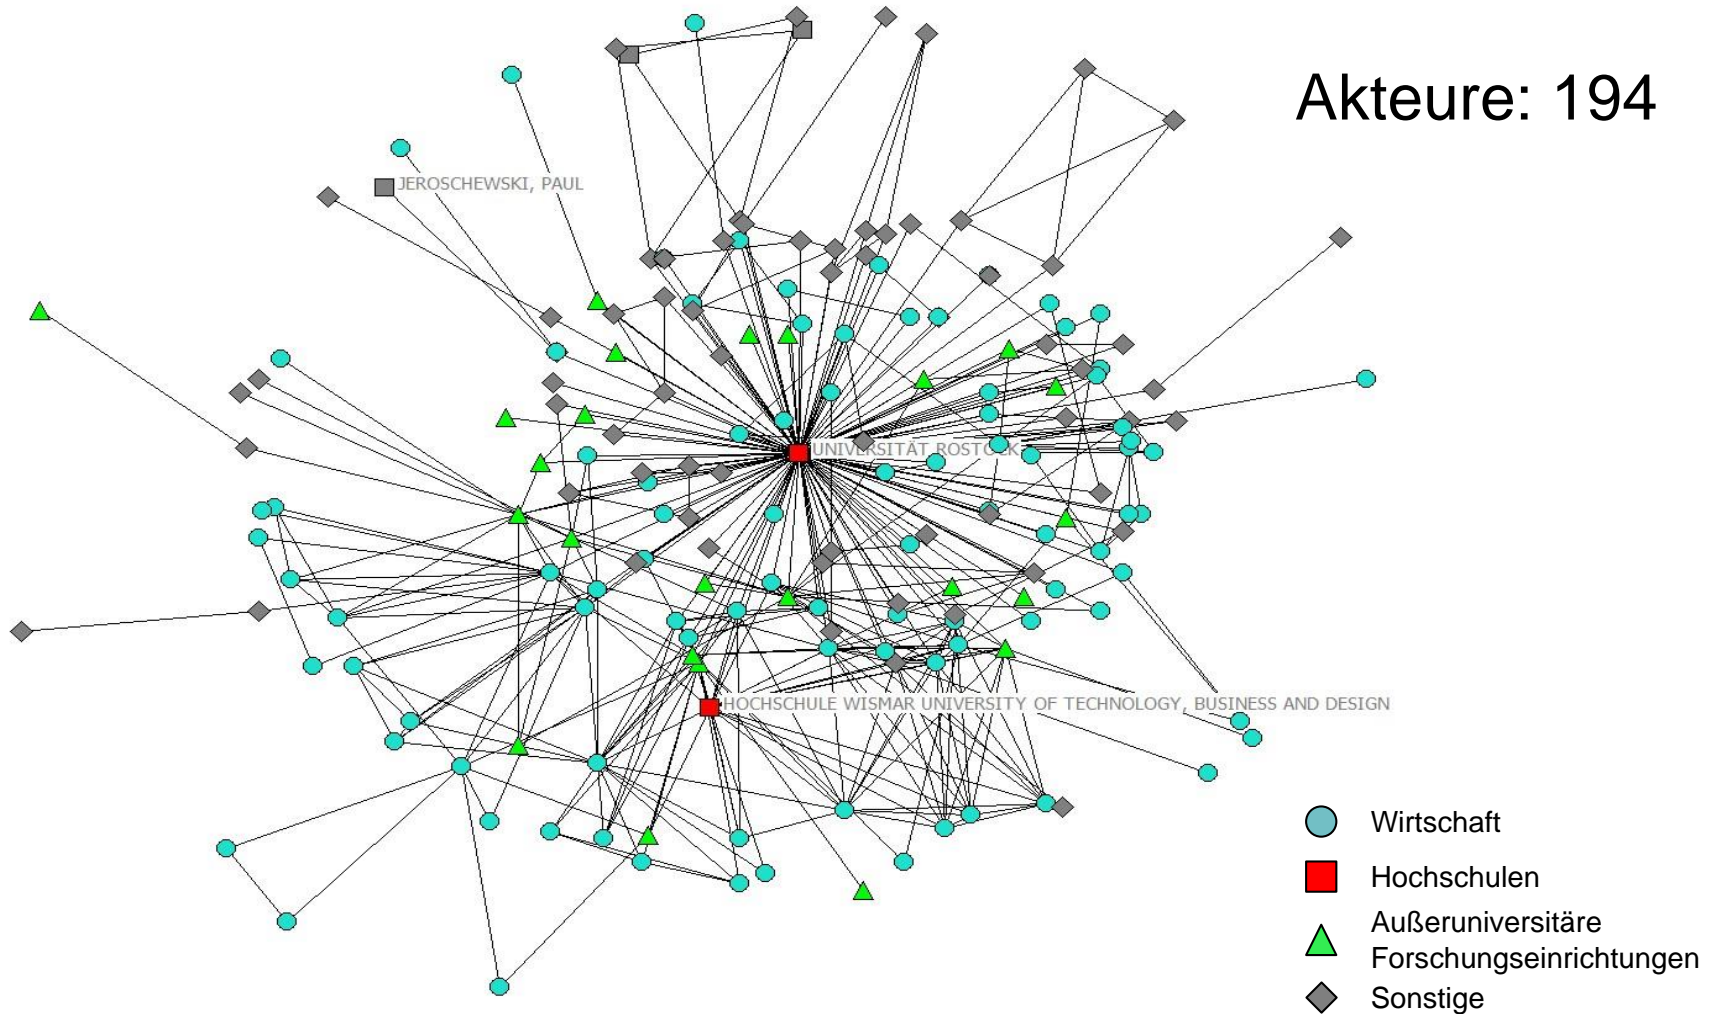 Akteure: 194
JEROSCHEWSKI, PAUL
UNIVERSITÄT ROSTOCK
HOCHSCHULE WISMAR UNIVERSITY OF TECHNOLOGY, BUSINESS AND DESIGN
Wirtschaft
Hochschulen
Außeruniversitäre
Forschungseinrichtungen
Sonstige